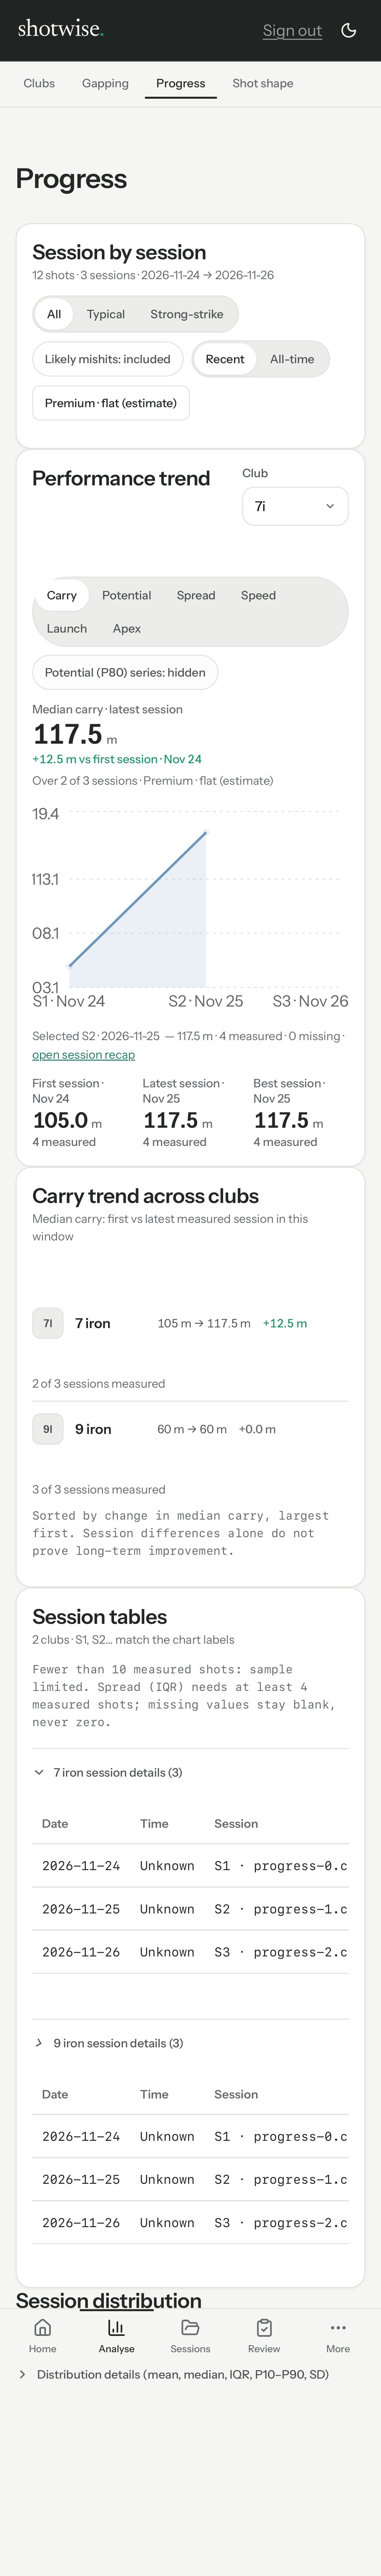 shotwise.
Sign out
Clubs Gapping Progress Shot shape
Progress
Session by session
12 shots · 3 sessions · 2026-11-24 → 2026-11-26
All Typical Strong-strike
Likely mishits: included Recent All-time
Premium · flat (estimate)
Performance trend
Club
7i
Carry Potential Spread Speed
Launch Apex
Potential (P80) series: hidden
Median carry · latest session
117.5 m
+12.5 m vs first session · Nov 24
Over 2 of 3 sessions · Premium · flat (estimate)
19.4
113.1
08.1
03.1
S1 · Nov 24 S2 · Nov 25 S3 · Nov 26
Selected S2 · 2026-11-25 — 117.5 m · 4 measured · 0 missing ·
open session recap
First session · Latest session · Best session ·
Nov 24 Nov 25 Nov 25
105.0 m 117.5 m 117.5 m
4 measured 4 measured 4 measured
Carry trend across clubs
Median carry: first vs latest measured session in this
window
7I 7 iron 105 m → 117.5 m +12.5 m
2 of 3 sessions measured
9I 9 iron 60 m → 60 m +0.0 m
3 of 3 sessions measured
Sorted by change in median carry, largest
first. Session differences alone do not
prove long-term improvement.
Session tables
2 clubs · S1, S2… match the chart labels
Fewer than 10 measured shots: sample
limited. Spread (IQR) needs at least 4
measured shots; missing values stay blank,
never zero.
7 iron session details (3)
Date Time Session
2026-11-24 Unknown S1 · progress-0.c
2026-11-25 Unknown S2 · progress-1.c
2026-11-26 Unknown S3 · progress-2.c
9 iron session details (3)
Date Time Session
2026-11-24 Unknown S1 · progress-0.c
2026-11-25 Unknown S2 · progress-1.c
2026-11-26 Unknown S3 · progress-2.c
Session distribution
Home Analyse Sessions Review More
Distribution details (mean, median, IQR, P10–P90, SD)